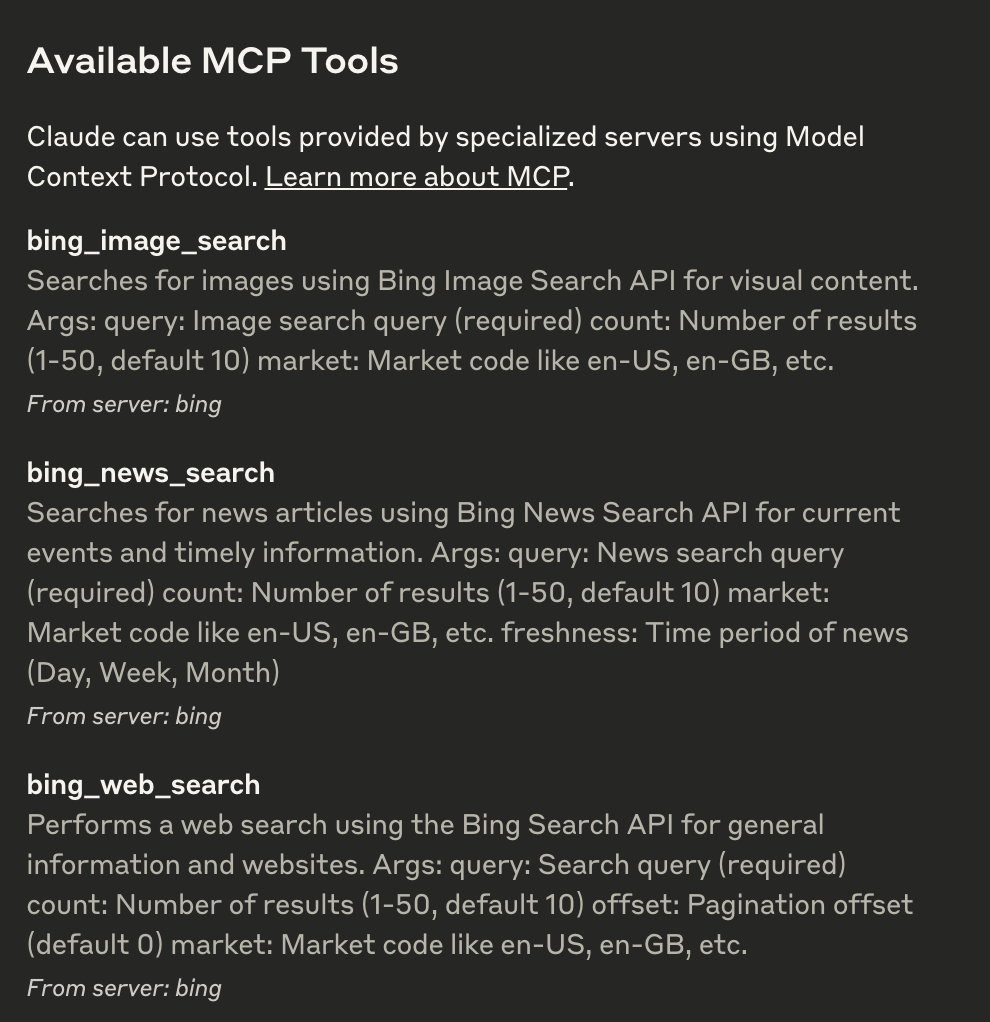 Available MCP Tools
Claude can use tools provided by specialized servers using Model
Context Protocol. Learn more about MCP.
bing_image_search
Searches for images using Bing Image Search API for visual content.
Args: query: Image search query (required) count: Number of results
(1-50, default 10) market: Market code like en-US, en-GB, etc.
From server: bing
bing_news_search
Searches for news articles using Bing News Search API for current
events and timely information. Args: query: News search query
(required) count: Number of results (1-50, default 10) market:
Market code like en-US, en-GB, etc. freshness: Time period of news
(Day, Week, Month)
From server: bing
bing_web_search
Performs a web search using the Bing Search API for general
information and websites. Args: query: Search query (required)
count: Number of results (1-50, default 10) offset: Pagination offset
(default 0) market: Market code like en-US, en-GB, etc.
From server: bing